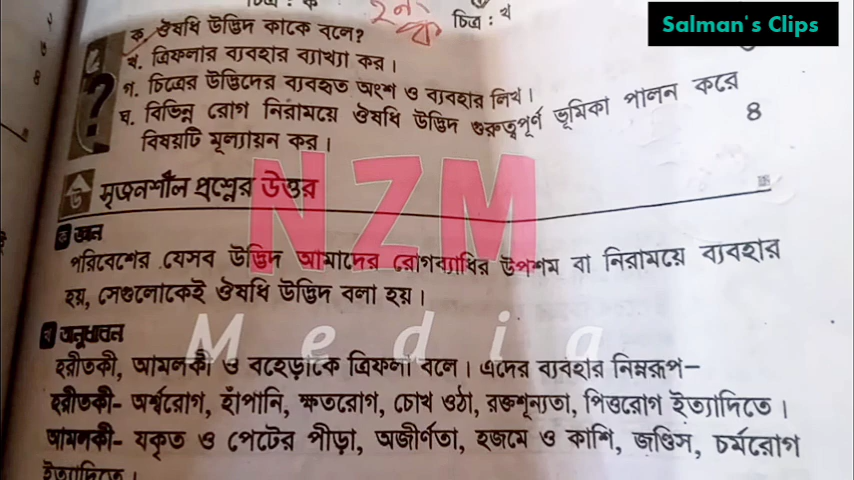 চিত্র : ক
চিত্র : খ
Salman's Clips
ক. ঔষধি উদ্ভিদ কাকে বলে?
খ. ত্রিফলার ব্যবহার ব্যাখ্যা কর।
গ. চিত্রের উদ্ভিদের ব্যবহৃত অংশ ও ব্যবহার লিখ।
ঘ. বিভিন্ন রোগ নিরাময়ে ঔষধি উদ্ভিদ গুরুত্বপূর্ণ ভূমিকা পালন করে
বিষয়টি মূল্যায়ন কর। ৪
উ সৃজনশীল প্রশ্নের উত্তর
NZM
ক জ্ঞান
পরিবেশের যেসব উদ্ভিদ আমাদের রোগব্যাধির উপশম বা নিরাময়ে ব্যবহার
হয়, সেগুলোকেই ঔষধি উদ্ভিদ বলা হয়।
Media
খ অনুধাবন
হরীতকী, আমলকী ও বহেড়াকে ত্রিফলা বলে। এদের ব্যবহার নিম্নরূপ–
হরীতকী- অর্শ্বরোগ, হাঁপানি, ক্ষতরোগ, চোখ ওঠা, রক্তশূন্যতা, পিত্তরোগ ইত্যাদিতে।
আমলকী- যকৃত ও পেটের পীড়া, অজীর্ণতা, হজমে ও কাশি, জন্ডিস, চর্মরোগ
ইত্যাদিতে।